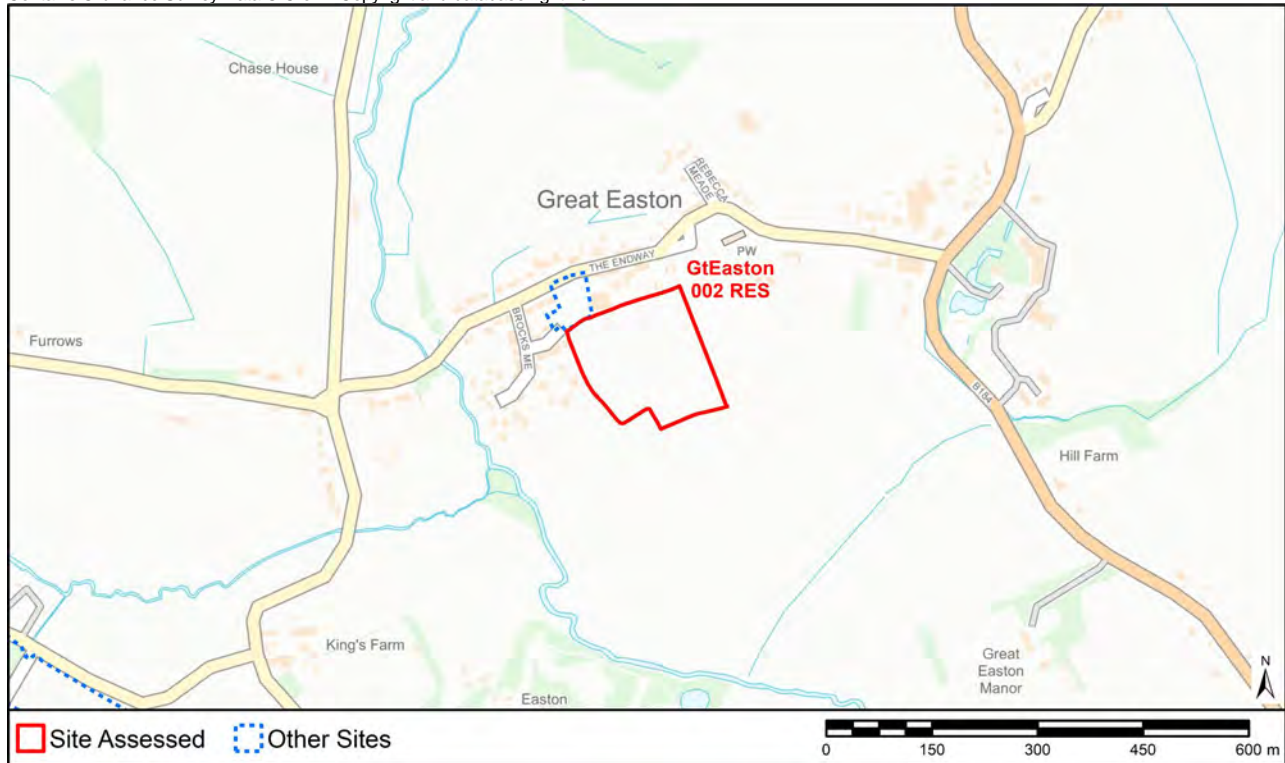 Chase House
REBECCA
MEADE
Great Easton
PW
THE ENDWAY
GtEaston
002 RES
BROCKS ME
Furrows
B184
Hill Farm
King's Farm
Great
Easton
Manor
Easton
N
Site Assessed
Other Sites
0 150 300 450 600 m